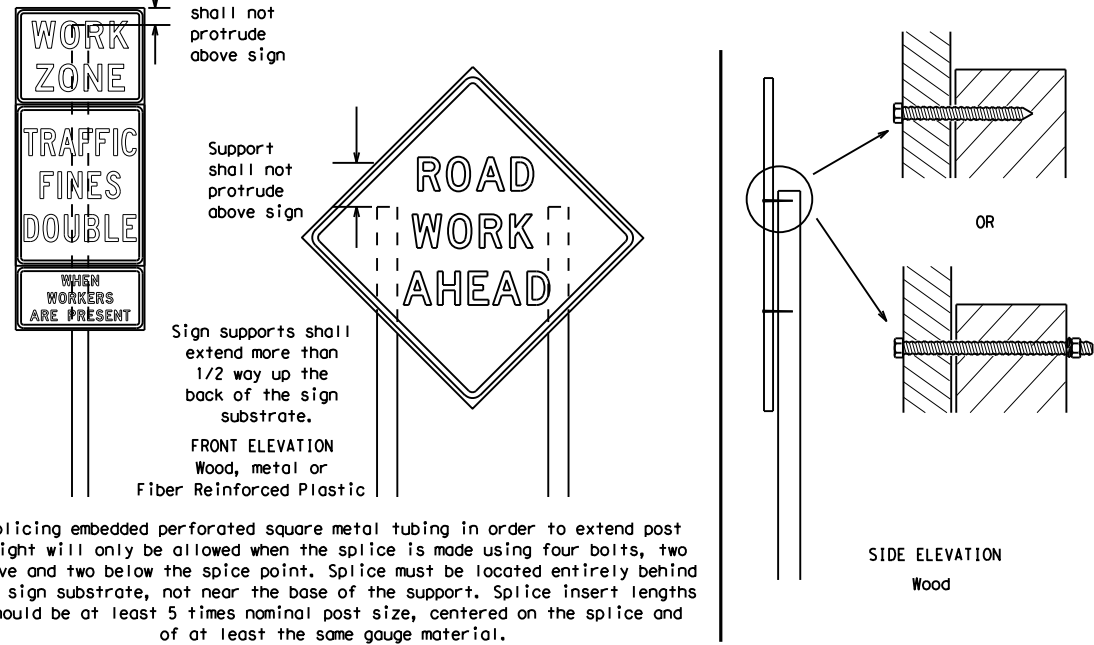 shall not
protrude
above sign
WORK
ZONE
TRAFFIC
FINES
DOUBLE
WHEN
WORKERS
ARE PRESENT
Support
shall not
protrude
above sign
ROAD
WORK
AHEAD
Sign supports shall
extend more than
1/2 way up the
back of the sign
substrate.
FRONT ELEVATION
Wood, metal or
Fiber Reinforced Plastic
embedded perforated square metal tubing in order to extend post
will only be allowed when the splice is made using four bolts, two
and two below the spice point. Splice must be located entirely behind
sign substrate, not near the base of the support. Splice insert lengths
be at least 5 times nominal post size, centered on the splice and
of at least the same gauge material.
OR
SIDE ELEVATION
Wood